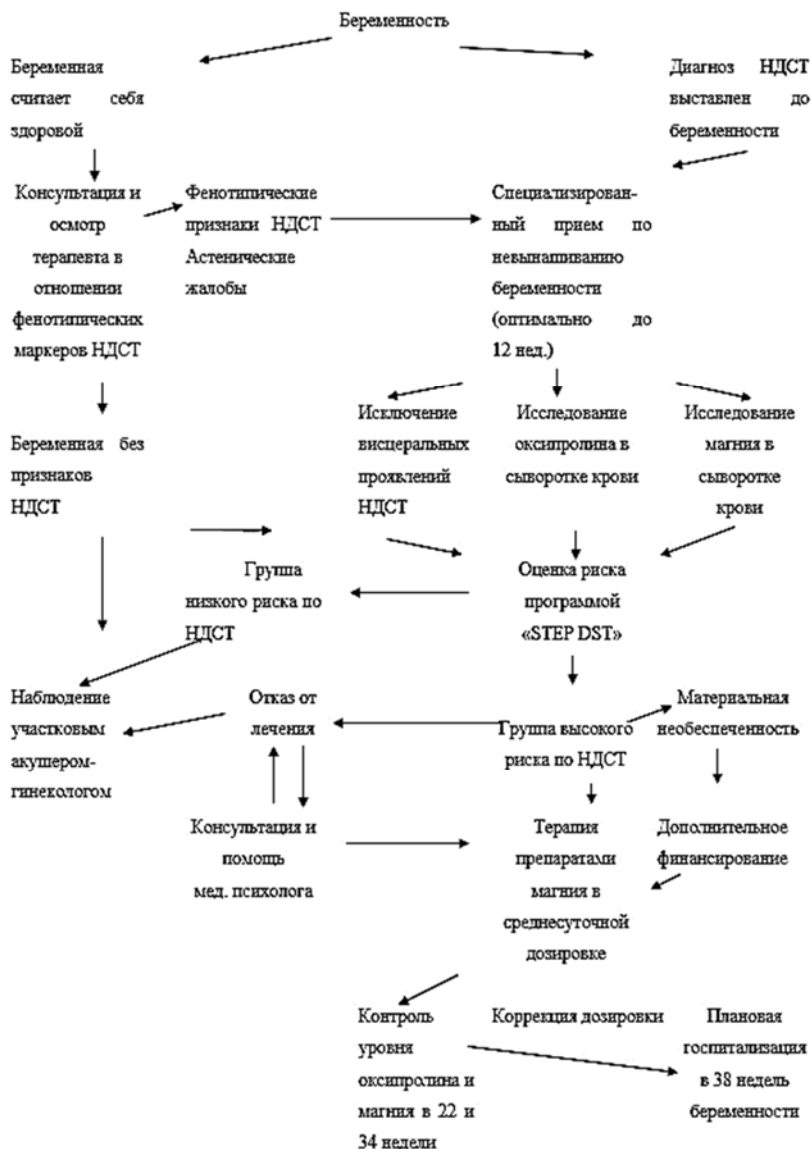 Беременность
Беременная
считает себя
здоровой
Диагноз НДСТ
выставлен до
беременности
Консультация и
осмотр
терапевта в
отношении
фенотипических
маркеров НДСТ
Фенотипические
признаки НДСТ
Астенические
жалобы
Специализирован-
ный прием по
невынашиванию
беременности
(оптимально до
12 нед.)
Беременная без
признаков
НДСТ
Исключение
висцеральных
проявлений
НДСТ
Исследование
оксипролина в
сыворотке крови
Исследование
магния в
сыворотке
крови
Группа
низкого риска по
НДСТ
Оценка риска
программой
«STEP DST»
Наблюдение
участковым
акушером-
гинекологом
Отказ от
лечения
Группа высокого
риска по НДСТ
Материальная
необеспеченность
Консультация и
помощь
мед. психолога
Терапия
препаратами
магния в
среднесуточной
дозировке
Дополнительное
финансирование
Контроль
уровня
оксипролина и
магния в 22 и
34 недели
Коррекция дозировки
Плановая
госпитализация
в 38 недель
беременности